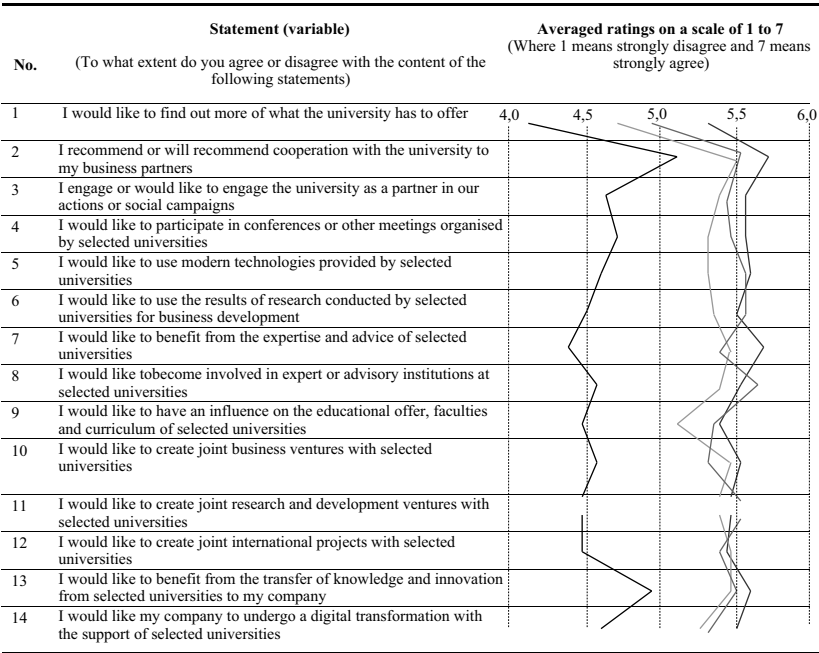 Statement (variable)
Averaged ratings on a scale of 1 to 7
(Where 1 means strongly disagree and 7 means
strongly agree)
No.
(To what extent do you agree or disagree with the content of the
following statements)
1 I would like to find out more of what the university has to offer
4,0 4,5 5,0 5,5 6,0
2 I recommend or will recommend cooperation with the university to
my business partners
3 I engage or would like to engage the university as a partner in our
actions or social campaigns
4 I would like to participate in conferences or other meetings organised
by selected universities
5 I would like to use modern technologies provided by selected
universities
6 I would like to use the results of research conducted by selected
universities for business development
7 I would like to benefit from the expertise and advice of selected
universities
8 I would like tobecome involved in expert or advisory institutions at
selected universities
9 I would like to have an influence on the educational offer, faculties
and curriculum of selected universities
10 I would like to create joint business ventures with selected
universities
11 I would like to create joint research and development ventures with
selected universities
12 I would like to create joint international projects with selected
universities
13 I would like to benefit from the transfer of knowledge and innovation
from selected universities to my company
14 I would like my company to undergo a digital transformation with
the support of selected universities